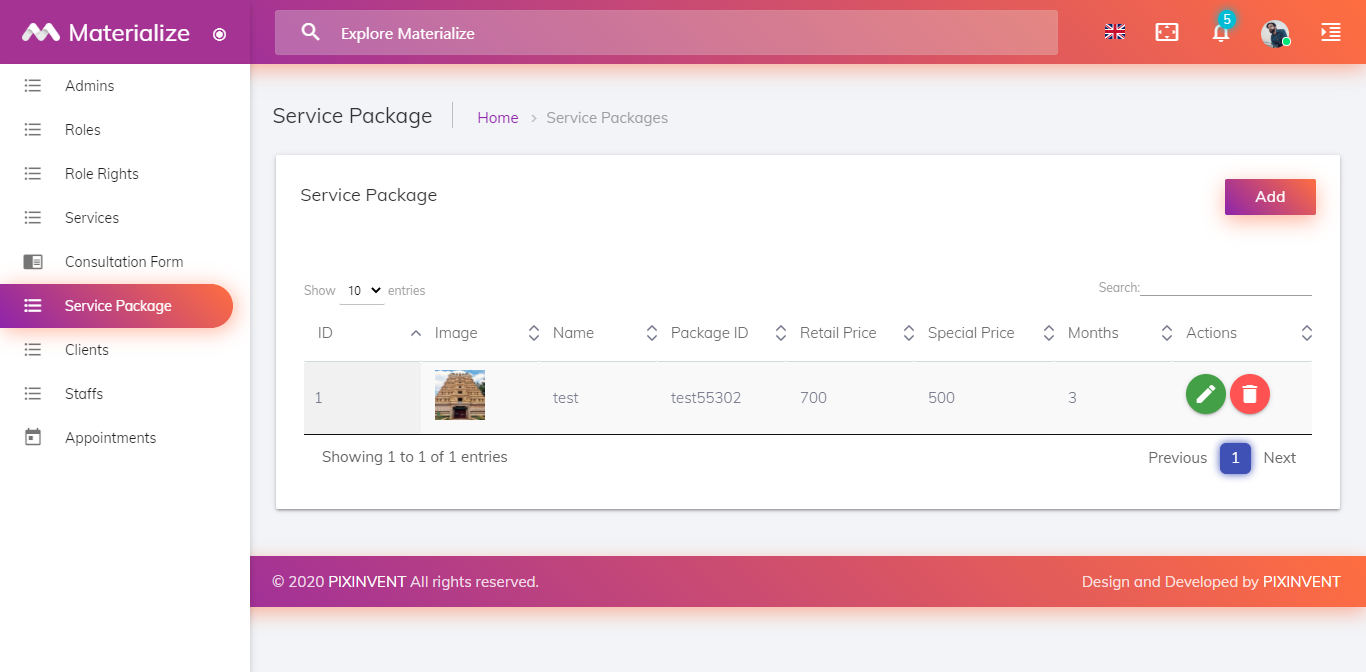 Materialize
Explore Materialize
5
Admins
Roles
Role Rights
Services
Consultation Form
Service Package
Clients
Staffs
Appointments
Service Package
Home > Service Packages
Service Package
Add
Show 10 entries
Search:
ID Image Name Package ID Retail Price Special Price Months Actions
1 test test55302 700 500 3
Showing 1 to 1 of 1 entries
Previous 1 Next
© 2020 PIXINVENT All rights reserved.
Design and Developed by PIXINVENT